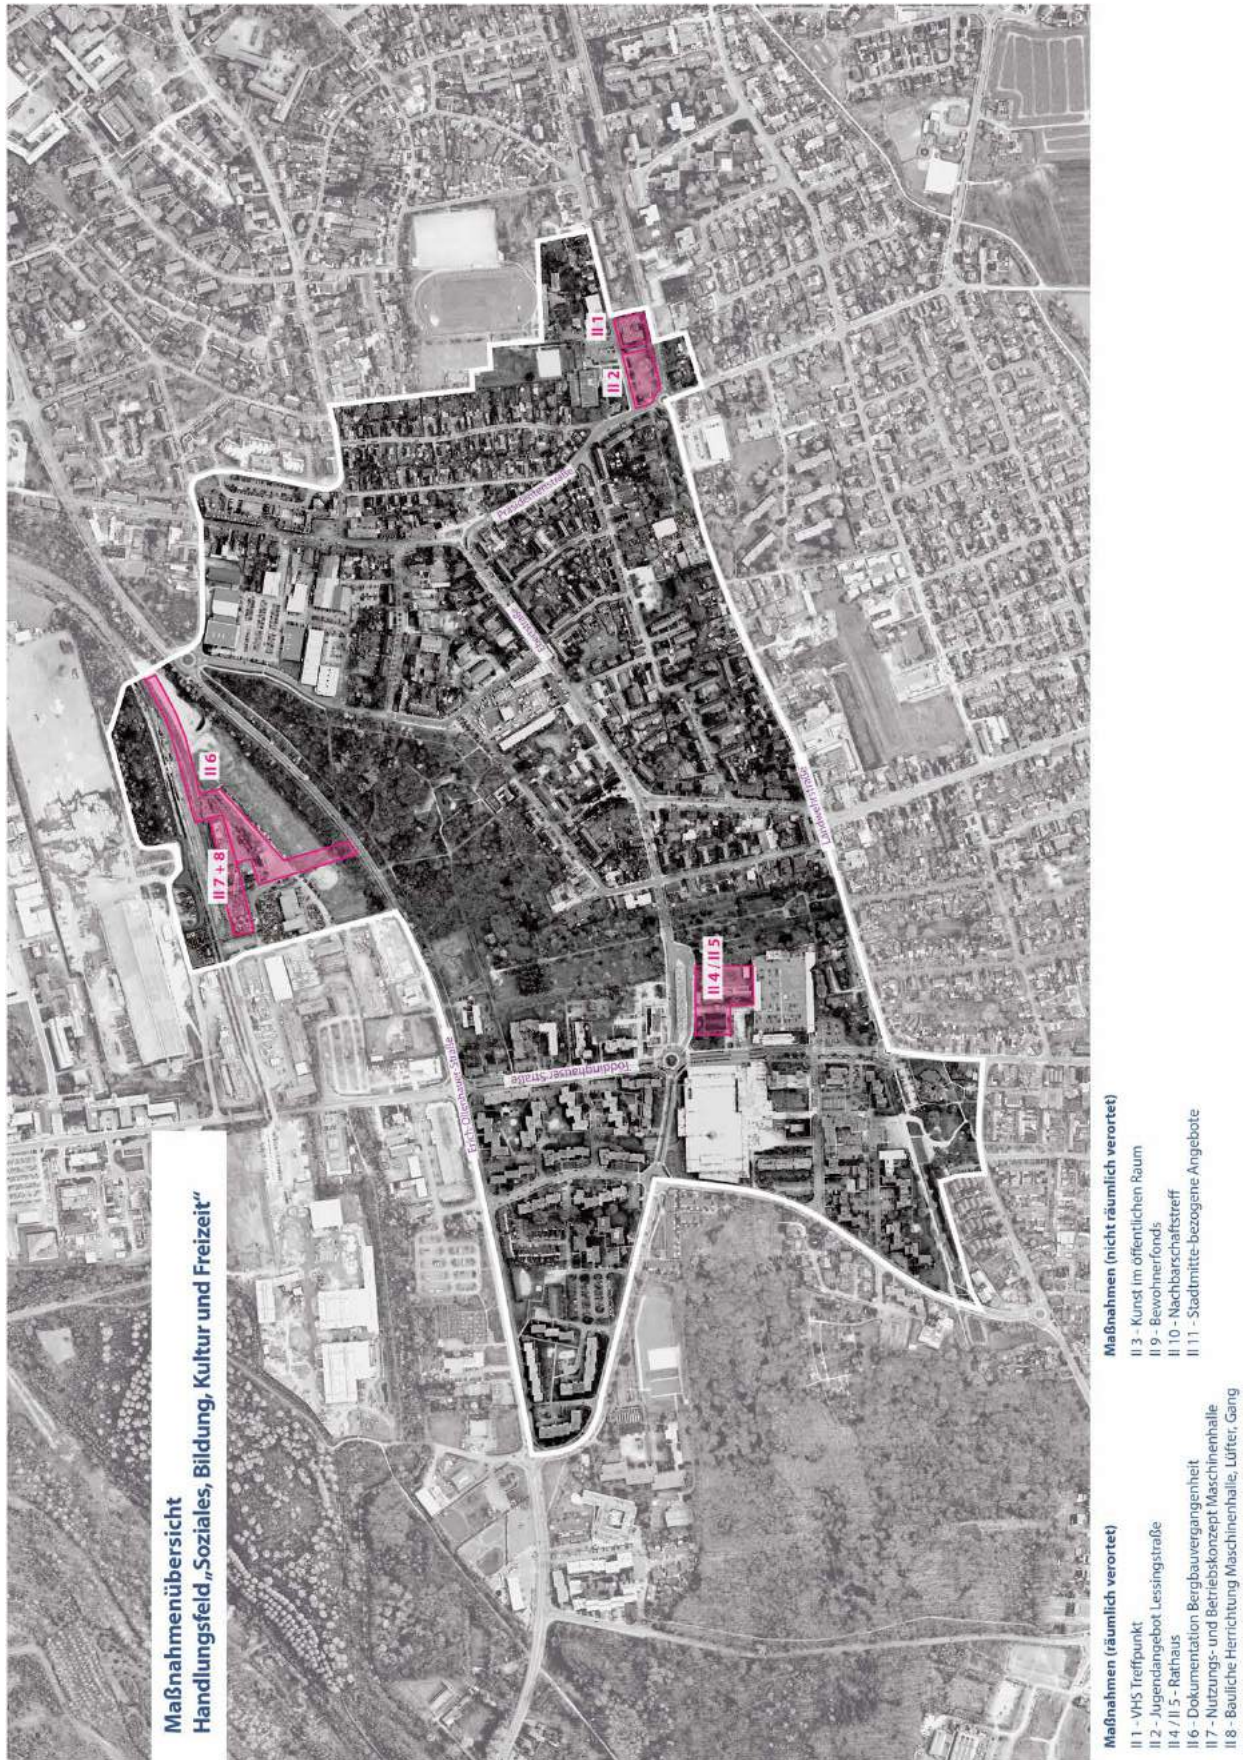 Maßnahmenübersicht
Handlungsfeld „Soziales, Bildung, Kultur und Freizeit“
II 7 + 8
II 6
II 1
II 2
II 4 / II 5
Präsidentenstraße
Ebertstraße
Landwehrstraße
Töddinghauser Straße
Erich-Ollenhauer-Straße
Maßnahmen (räumlich verortet)
II 1 - VHS Treffpunkt
II 2 - Jugendangebot Lessingstraße
II 4 / II 5 - Rathaus
II 6 - Dokumentation Bergbauvergangenheit
II 7 - Nutzungs- und Betriebskonzept Maschinenhalle
II 8 - Bauliche Herrichtung Maschinenhalle, Lüfter, Gang
Maßnahmen (nicht räumlich verortet)
II 3 - Kunst im öffentlichen Raum
II 9 - Bewohnerfonds
II 10 - Nachbarschaftstreff
II 11 - Stadtmitte-bezogene Angebote